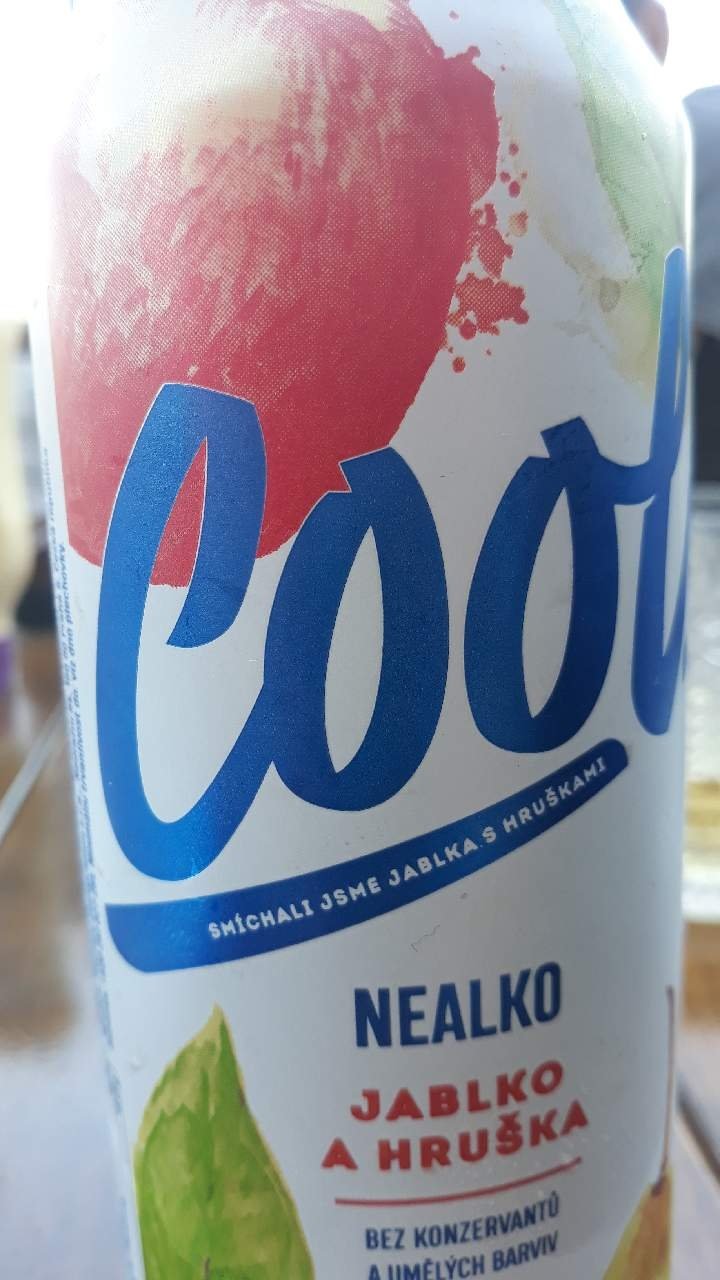 Cool
SMÍCHALI JSME JABLKA S HRUŠKAMI
NEALKO
JABLKO
A HRUŠKA
BEZ KONZERVANTŮ
A UMĚLÝCH BARVIV